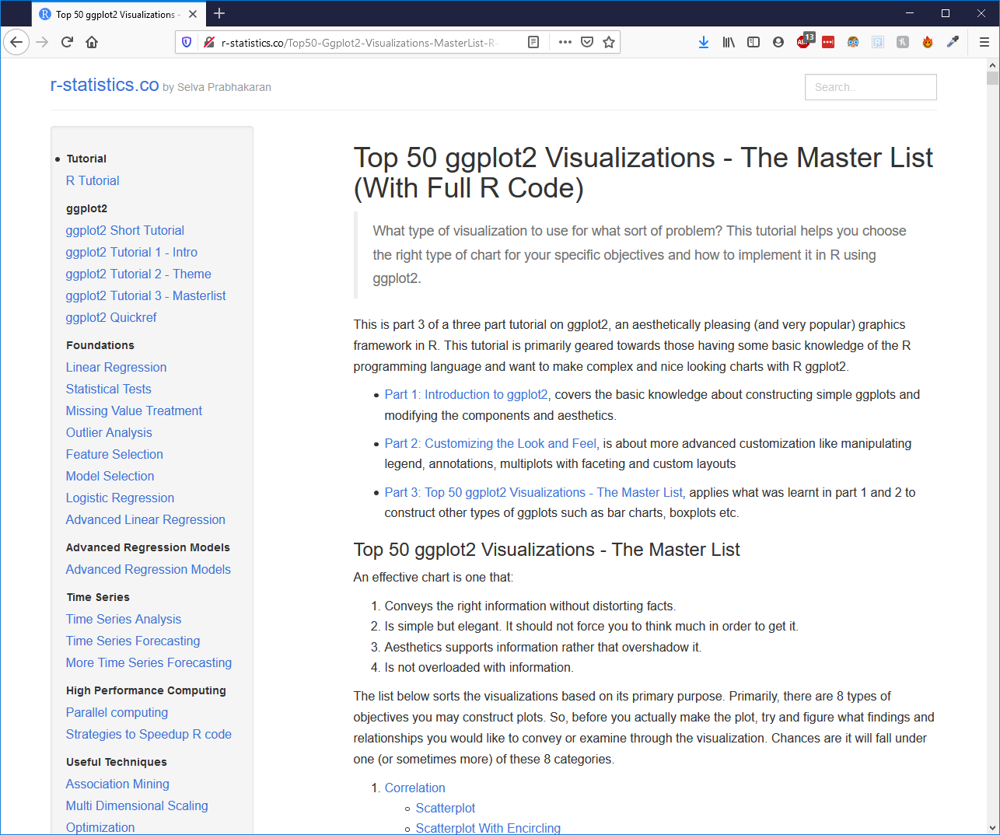 Top 50 ggplot2 Visualizations -
r-statistics.co/Top50-Ggplot2-Visualizations-MasterList-R-
ABP
13
r-statistics.co by Selva Prabhakaran
Search..
Tutorial
R Tutorial
ggplot2
ggplot2 Short Tutorial
ggplot2 Tutorial 1 - Intro
ggplot2 Tutorial 2 - Theme
ggplot2 Tutorial 3 - Masterlist
ggplot2 Quickref
Foundations
Linear Regression
Statistical Tests
Missing Value Treatment
Outlier Analysis
Feature Selection
Model Selection
Logistic Regression
Advanced Linear Regression
Advanced Regression Models
Advanced Regression Models
Time Series
Time Series Analysis
Time Series Forecasting
More Time Series Forecasting
High Performance Computing
Parallel computing
Strategies to Speedup R code
Useful Techniques
Association Mining
Multi Dimensional Scaling
Optimization
Top 50 ggplot2 Visualizations - The Master List
(With Full R Code)
What type of visualization to use for what sort of problem? This tutorial helps you choose
the right type of chart for your specific objectives and how to implement it in R using
ggplot2.
This is part 3 of a three part tutorial on ggplot2, an aesthetically pleasing (and very popular) graphics
framework in R. This tutorial is primarily geared towards those having some basic knowledge of the R
programming language and want to make complex and nice looking charts with R ggplot2.
• Part 1: Introduction to ggplot2, covers the basic knowledge about constructing simple ggplots and
modifying the components and aesthetics.
• Part 2: Customizing the Look and Feel, is about more advanced customization like manipulating
legend, annotations, multiplots with faceting and custom layouts
• Part 3: Top 50 ggplot2 Visualizations - The Master List, applies what was learnt in part 1 and 2 to
construct other types of ggplots such as bar charts, boxplots etc.
Top 50 ggplot2 Visualizations - The Master List
An effective chart is one that:
1. Conveys the right information without distorting facts.
2. Is simple but elegant. It should not force you to think much in order to get it.
3. Aesthetics supports information rather that overshadow it.
4. Is not overloaded with information.
The list below sorts the visualizations based on its primary purpose. Primarily, there are 8 types of
objectives you may construct plots. So, before you actually make the plot, try and figure what findings and
relationships you would like to convey or examine through the visualization. Chances are it will fall under
one (or sometimes more) of these 8 categories.
1. Correlation
Scatterplot
Scatterplot With Encircling